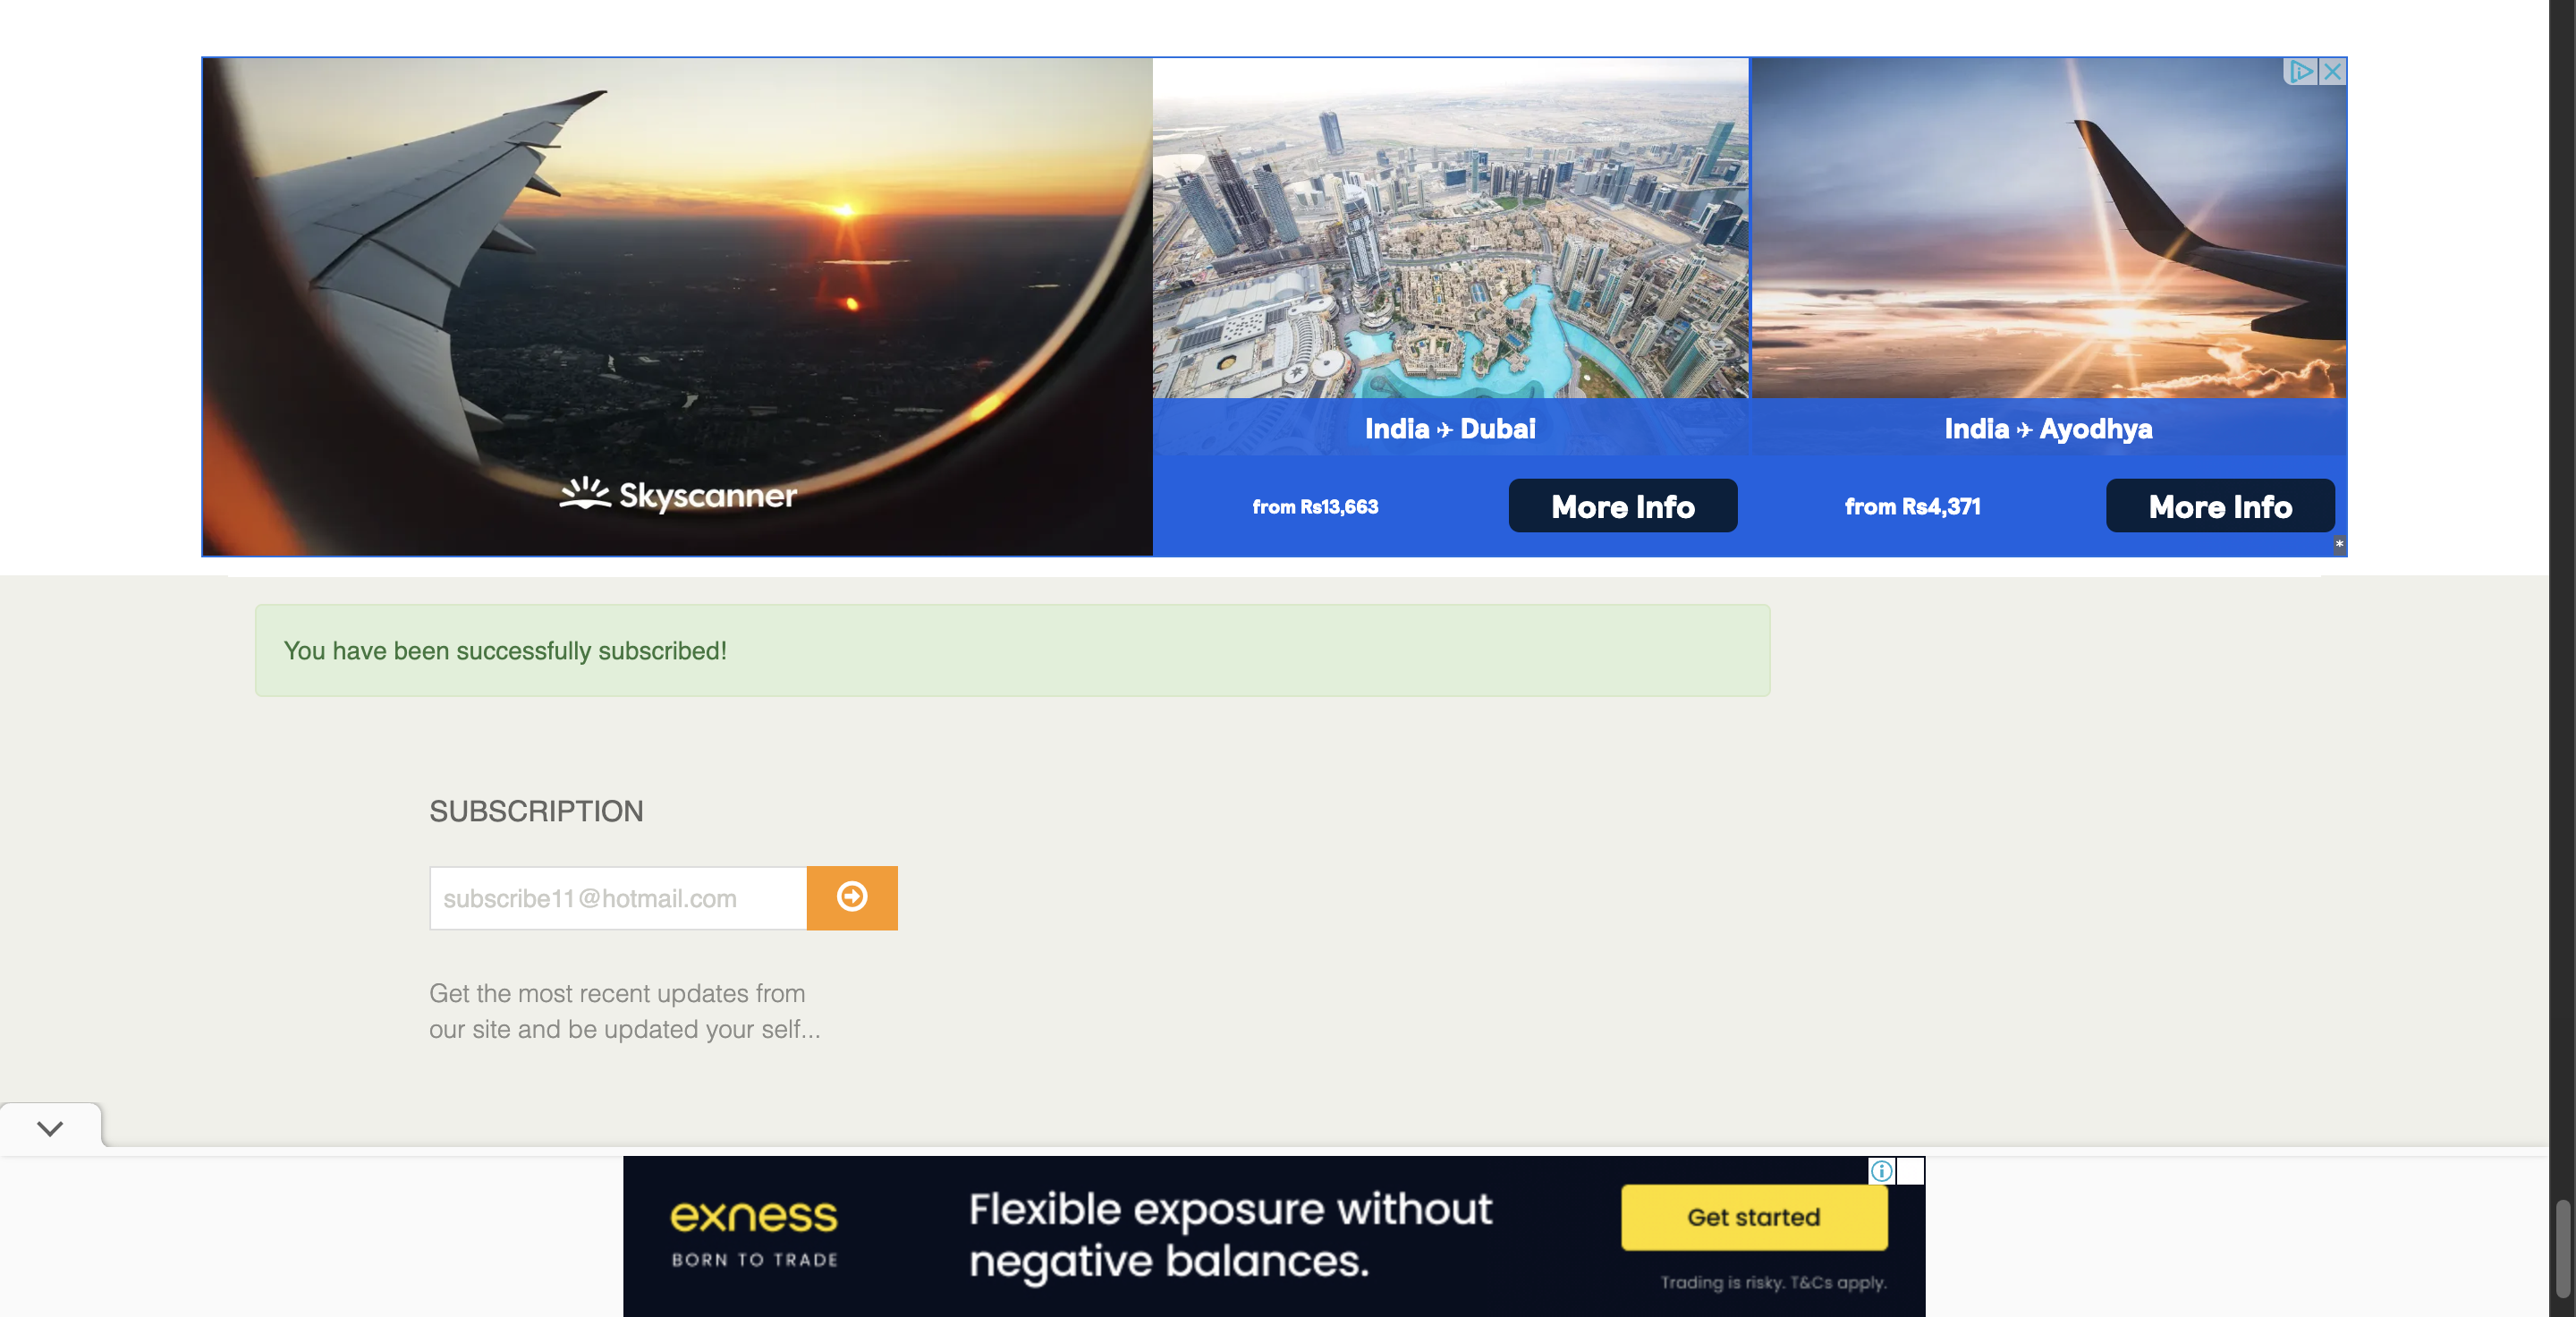 Skyscanner
India ✈ Dubai
from Rs13,663
More Info
India ✈ Ayodhya
from Rs4,371
More Info
*
You have been successfully subscribed!
SUBSCRIPTION
subscribe11@hotmail.com
Get the most recent updates from
our site and be updated your self...
exness
BORN TO TRADE
Flexible exposure without
negative balances.
Get started
Trading is risky. T&Cs apply.